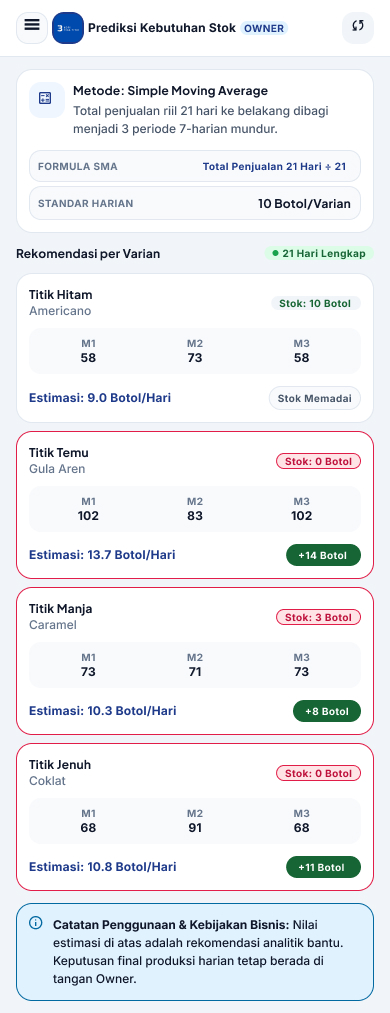 Prediksi Kebutuhan Stok OWNER
Metode: Simple Moving Average
Total penjualan riil 21 hari ke belakang dibagi
menjadi 3 periode 7-harian mundur.
FORMULA SMA Total Penjualan 21 Hari ÷ 21
STANDAR HARIAN 10 Botol/Varian
Rekomendasi per Varian 21 Hari Lengkap
Titik Hitam
Americano
Stok: 10 Botol
M1 M2 M3
58 73 58
Estimasi: 9.0 Botol/Hari Stok Memadai
Titik Temu
Gula Aren
Stok: 0 Botol
M1 M2 M3
102 83 102
Estimasi: 13.7 Botol/Hari +14 Botol
Titik Manja
Caramel
Stok: 3 Botol
M1 M2 M3
73 71 73
Estimasi: 10.3 Botol/Hari +8 Botol
Titik Jenuh
Coklat
Stok: 0 Botol
M1 M2 M3
68 91 68
Estimasi: 10.8 Botol/Hari +11 Botol
Catatan Penggunaan & Kebijakan Bisnis: Nilai
estimasi di atas adalah rekomendasi analitik bantu.
Keputusan final produksi harian tetap berada di
tangan Owner.